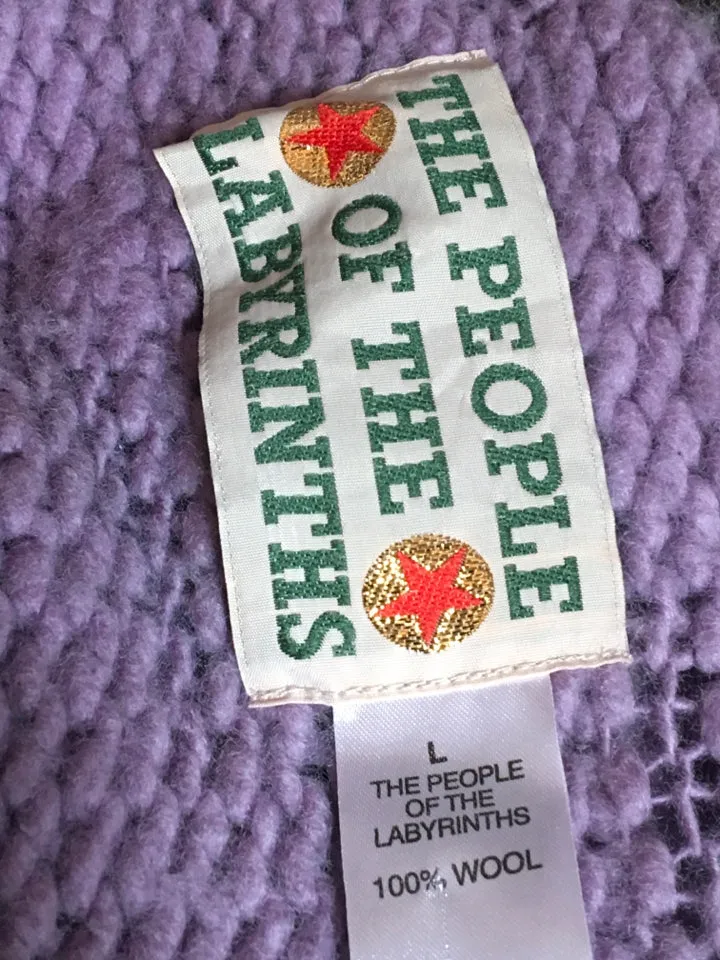 THE PEOPLE
OF THE
LABYRINTHS
L
THE PEOPLE
OF THE
LABYRINTHS
100% WOOL